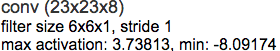 conv (23x23x8)
filter size 6x6x1, stride 1
max activation: 3.73813, min: -8.09174